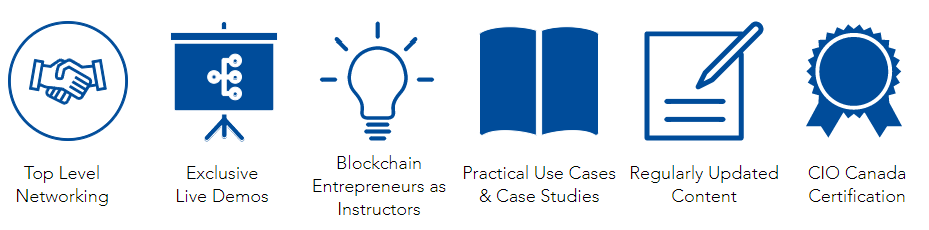 Top Level
Networking
Exclusive
Live Demos
Blockchain
Entrepreneurs as
Instructors
Practical Use Cases
& Case Studies
Regularly Updated
Content
CIO Canada
Certification